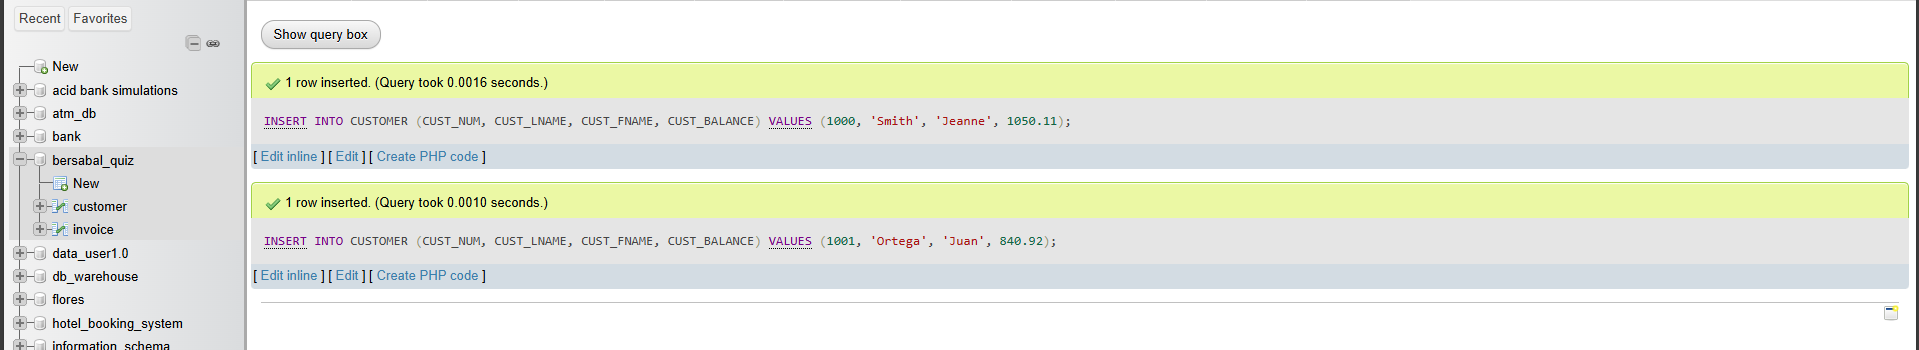 Recent Favorites
New
acid bank simulations
atm_db
bank
bersabal_quiz
New
customer
invoice
data_user1.0
db_warehouse
flores
hotel_booking_system
information_schema
Show query box
1 row inserted. (Query took 0.0016 seconds.)
INSERT INTO CUSTOMER (CUST_NUM, CUST_LNAME, CUST_FNAME, CUST_BALANCE) VALUES (1000, 'Smith', 'Jeanne', 1050.11);
[ Edit inline ] [ Edit ] [ Create PHP code ]
1 row inserted. (Query took 0.0010 seconds.)
INSERT INTO CUSTOMER (CUST_NUM, CUST_LNAME, CUST_FNAME, CUST_BALANCE) VALUES (1001, 'Ortega', 'Juan', 840.92);
[ Edit inline ] [ Edit ] [ Create PHP code ]